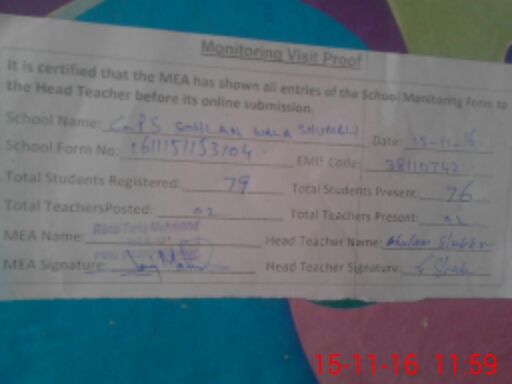 Monitoring Visit Proof
It is certified that the MEA has shown all entries of the School Monitoring Form to
the Head Teacher before its online submission.
School Name: GPS SOHLAN WALA SHUMALI Date: 15-11-16
School Form No. EMIS Code: 38110742
Total Students Registered: 79 Total Students Present: 76
Total Teachers Posted: 02 Total Teachers Present: 02
MEA Name: Head Teacher Name: Ghulam Shabbir
MEA Signature: Head Teacher Signature:
15-11-16 11:59